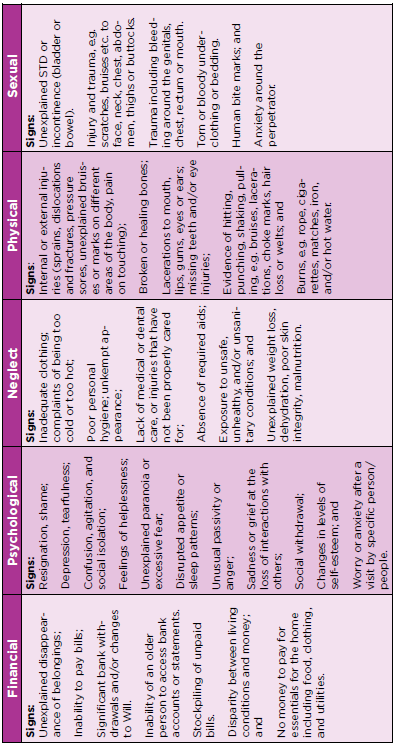 Financial
Signs:
Unexplained disappear-
ance of belongings;
Inability to pay bills;
Significant bank with-
drawals and/or changes
to Will.
Inability of an older
person to access bank
accounts or statements.
Stockpiling of unpaid
bills.
Disparity between living
conditions and money;
and
No money to pay for
essentials for the home
including food, clothing,
and utilities.
Psychological
Signs:
Resignation, shame;
Depression, tearfulness;
Confusion, agitation, and
social isolation;
Feelings of helplessness;
Unexplained paranoia or
excessive fear;
Disrupted appetite or
sleep patterns;
Unusual passivity or
anger;
Sadness or grief at the
loss of interactions with
others;
Social withdrawal;
Changes in levels of
self-esteem; and
Worry or anxiety after a
visit by specific person/
people.
Neglect
Signs:
Inadequate clothing;
complaints of being too
cold or too hot;
Poor personal
hygiene; unkempt ap-
pearance;
Lack of medical or dental
care, or injuries that have
not been properly cared
for;
Absence of required aids;
Exposure to unsafe,
unhealthy, and/or unsani-
tary conditions; and
Unexplained weight loss,
dehydration, poor skin
integrity, malnutrition.
Physical
Signs:
Internal or external inju-
ries (sprains, dislocations
and fractures, pressure
sores, unexplained bruis-
es or marks on different
areas of the body, pain
on touching);
Broken or healing bones;
Lacerations to mouth,
lips, gums, eyes or ears;
missing teeth and/or eye
injuries;
Evidence of hitting,
punching, shaking, pull-
ing, e.g. bruises, lacera-
tions, choke marks, hair
loss or welts; and
Burns, e.g. rope, ciga-
rettes, matches, iron,
and/or hot water.
Sexual
Signs:
Unexplained STD or
incontinence (bladder or
bowel).
Injury and trauma, e.g.
scratches, bruises etc. to
face, neck, chest, abdo-
men, thighs or buttocks.
Trauma including bleed-
ing around the genitals,
chest, rectum or mouth.
Torn or bloody under-
clothing or bedding.
Human bite marks; and
Anxiety around the
perpetrator.